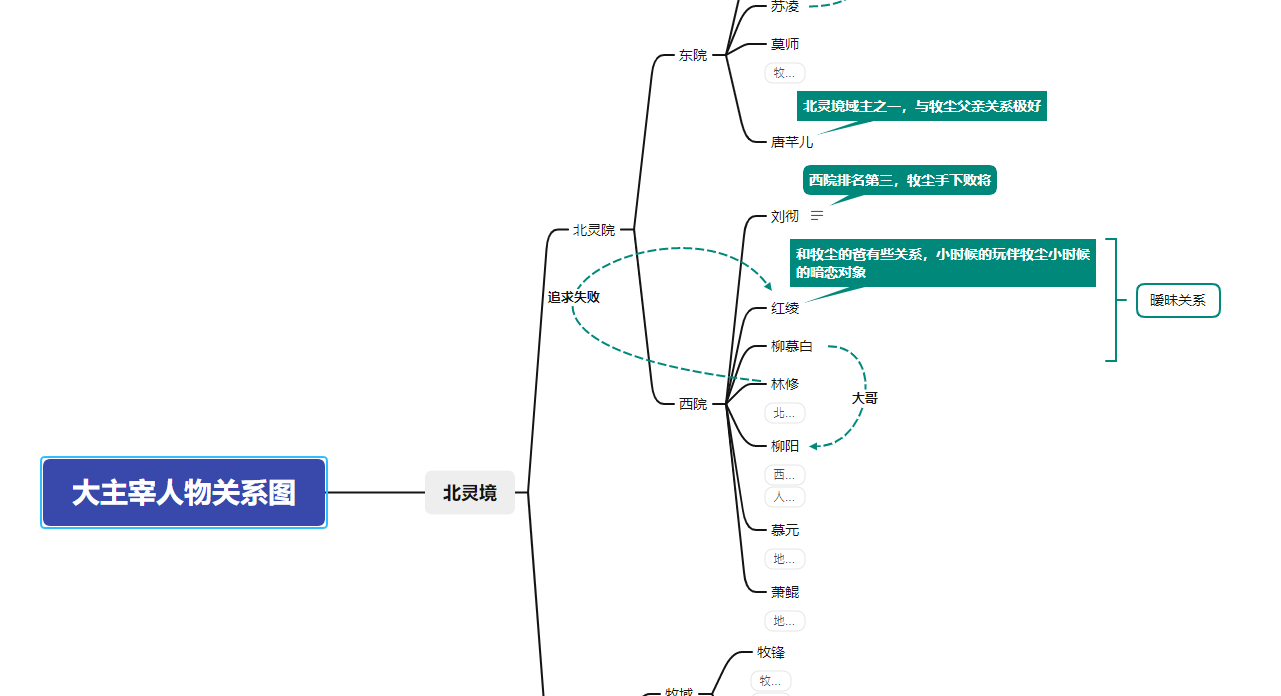 苏凌
东院
莫师
牧...
北灵境域主之一，与牧尘父亲关系极好
唐芊儿
西院排名第三，牧尘手下败将
刘彻
北灵院
和牧尘的爸有些关系，小时候的玩伴牧尘小时候
的暗恋对象
追求失败
暧昧关系
红绫
柳慕白
林修
大哥
西院
北...
柳阳
西...
人...
大主宰人物关系图
北灵境
慕元
地...
萧鲲
地...
牧锋
牧...
牧域